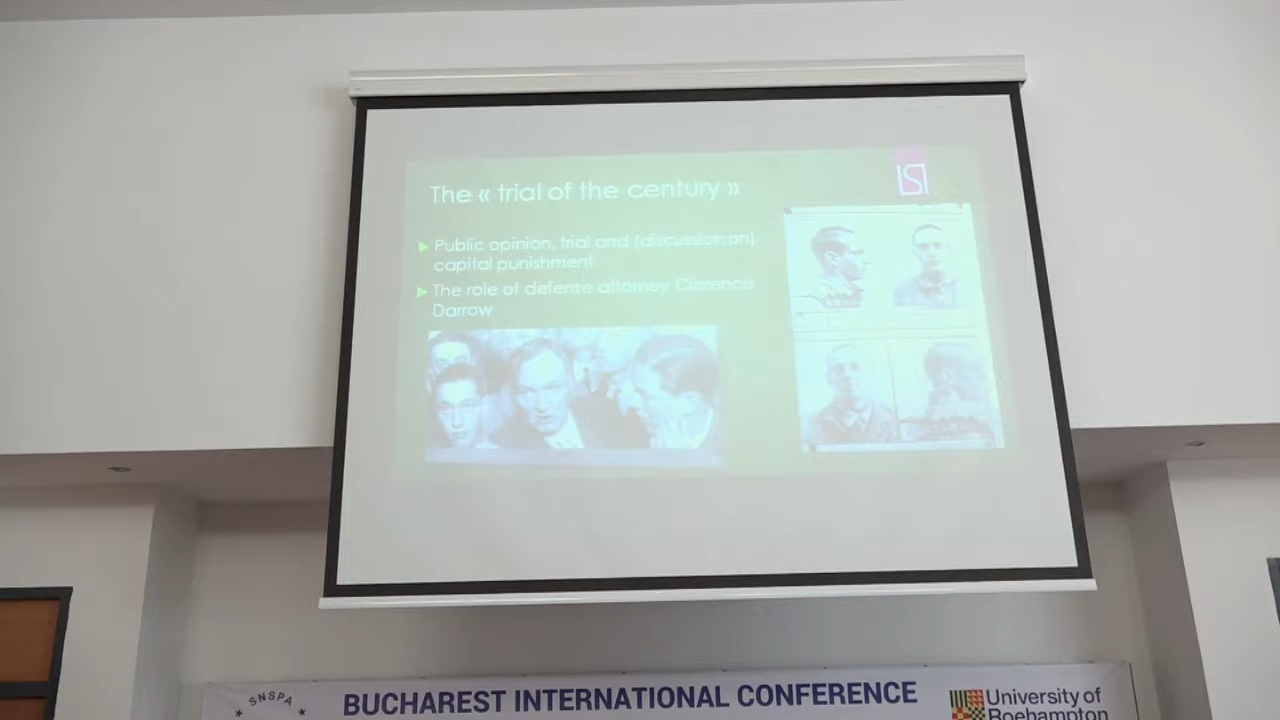 The « trial of the century »
ISI
Public opinion, trial and (discussion on)
capital punishment
The role of defense attorney Clarence
Darrow
SNSPA
BUCHAREST INTERNATIONAL CONFERENCE
University of
Roehampton